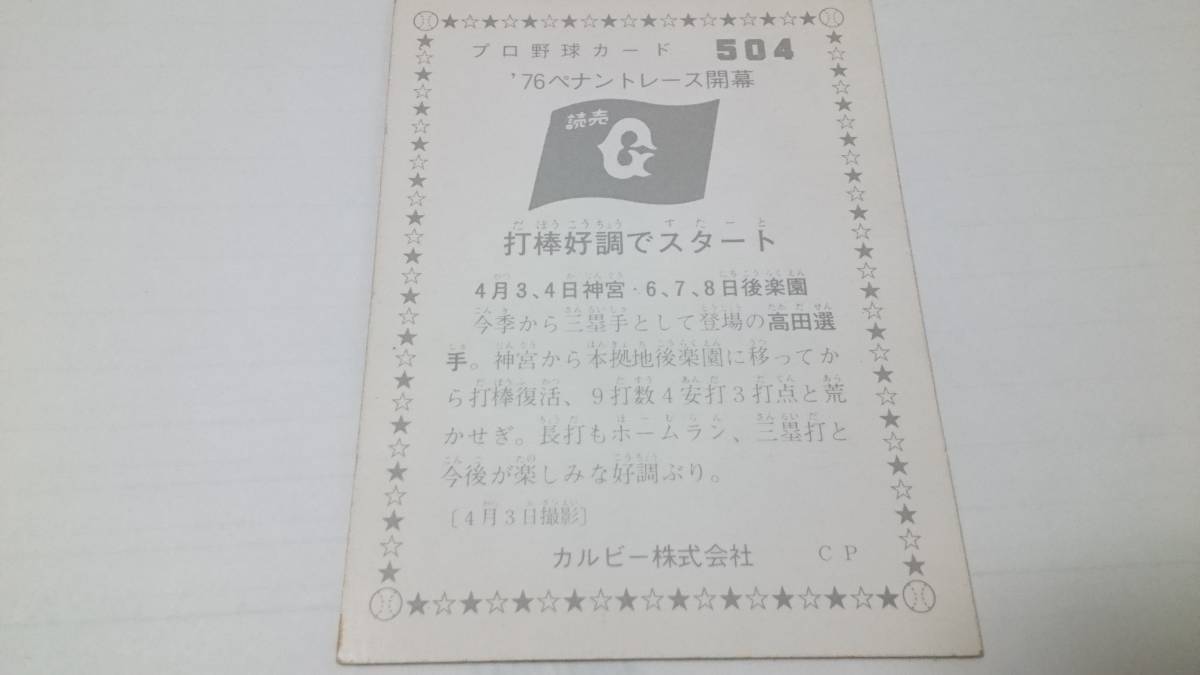 プロ野球カード 504
'76ペナントレース開幕
読売
G
打棒好調でスタート
4月3、4日神宮・6、7、8日後楽園
今季から三塁手として登場の高田選
手。神宮から本拠地後楽園に移ってか
ら打棒復活、9打数4安打3打点と荒
かせぎ。長打もホームラン、三塁打と
今後が楽しみな好調ぶり。
〔4月3日撮影〕
カルビー株式会社 CP